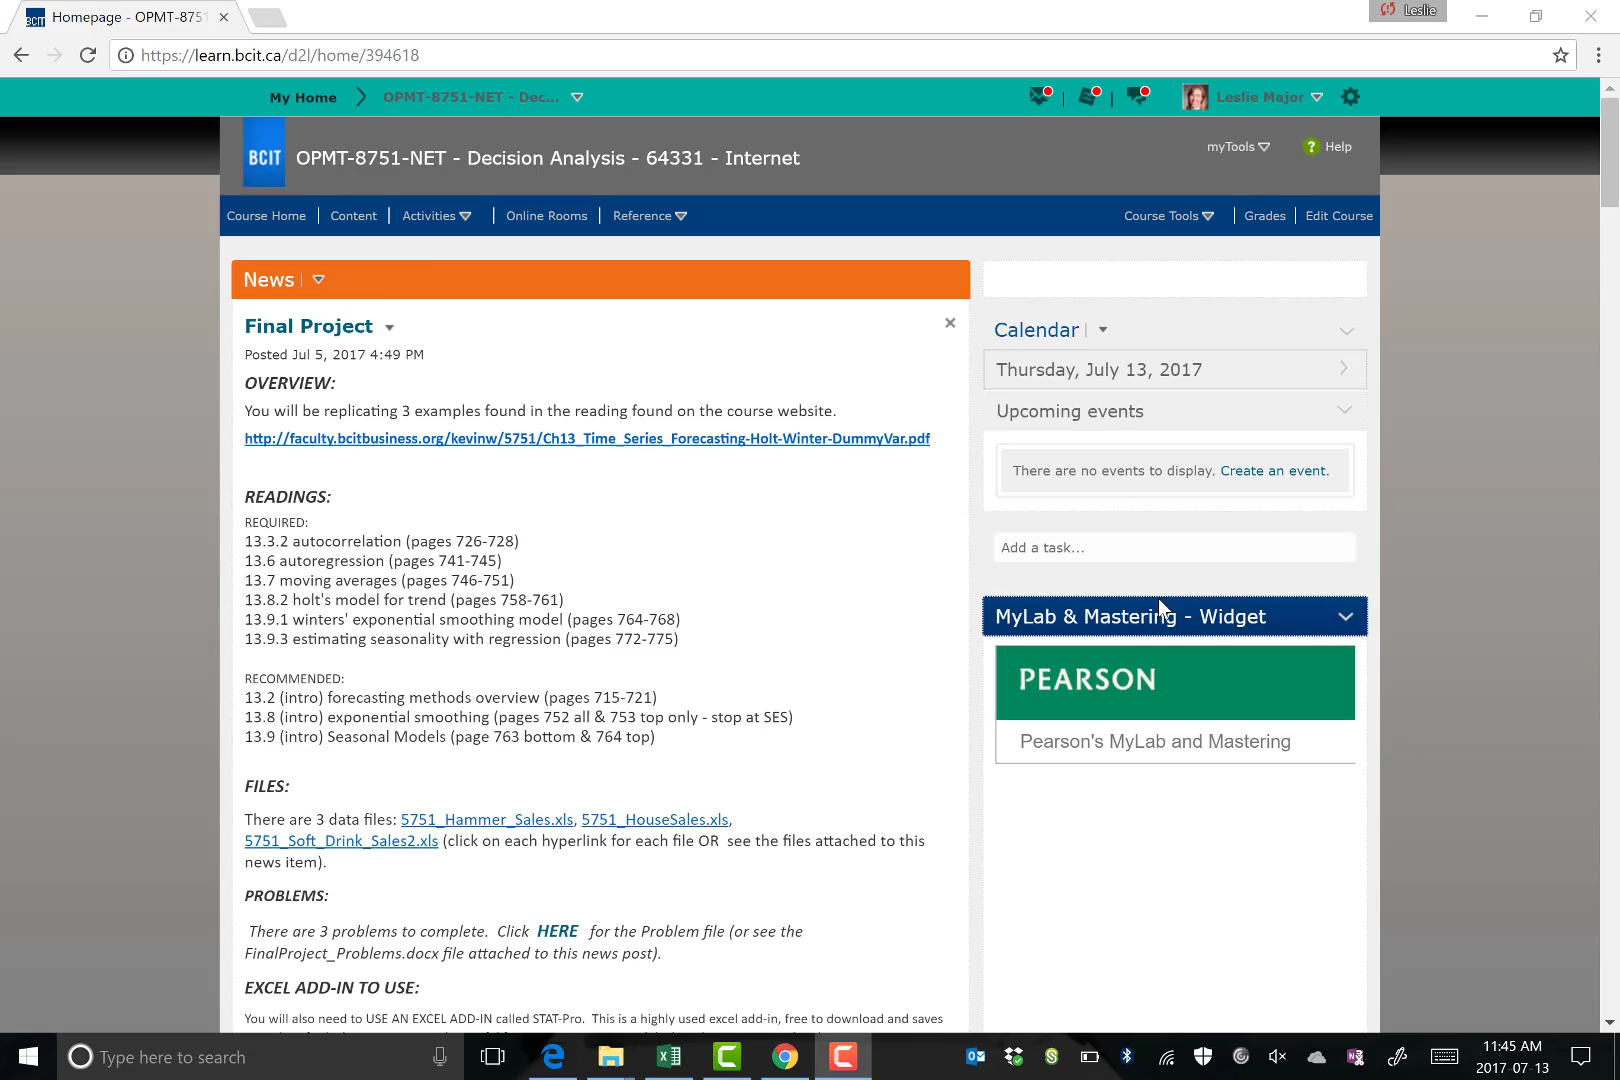 Homepage - OPMT-8751
Leslie
https://learn.bcit.ca/d2l/home/394618
My Home
OPMT-8751-NET - Dec...
Leslie Major
BCIT
OPMT-8751-NET - Decision Analysis - 64331 - Internet
myTools
? Help
Course Home
Content
Activities
Online Rooms
Reference
Course Tools
Grades
Edit Course
News
Final Project
Posted Jul 5, 2017 4:49 PM
OVERVIEW:
You will be replicating 3 examples found in the reading found on the course website.
http://faculty.bcitbusiness.org/kevinw/5751/Ch13_Time_Series_Forecasting-Holt-Winter-DummyVar.pdf
READINGS:
REQUIRED:
13.3.2 autocorrelation (pages 726-728)
13.6 autoregression (pages 741-745)
13.7 moving averages (pages 746-751)
13.8.2 holt's model for trend (pages 758-761)
13.9.1 winters' exponential smoothing model (pages 764-768)
13.9.3 estimating seasonality with regression (pages 772-775)
RECOMMENDED:
13.2 (intro) forecasting methods overview (pages 715-721)
13.8 (intro) exponential smoothing (pages 752 all & 753 top only - stop at SES)
13.9 (intro) Seasonal Models (page 763 bottom & 764 top)
FILES:
There are 3 data files: 5751_Hammer_Sales.xls, 5751_HouseSales.xls,
5751_Soft_Drink_Sales2.xls (click on each hyperlink for each file OR see the files attached to this
news item).
PROBLEMS:
There are 3 problems to complete. Click HERE for the Problem file (or see the
FinalProject_Problems.docx file attached to this news post).
EXCEL ADD-IN TO USE:
You will also need to USE AN EXCEL ADD-IN called STAT-Pro. This is a highly used excel add-in, free to download and saves
Calendar
Thursday, July 13, 2017
Upcoming events
There are no events to display. Create an event.
Add a task...
MyLab & Mastering - Widget
PEARSON
Pearson's MyLab and Mastering
Type here to search
11:45 AM
2017-07-13